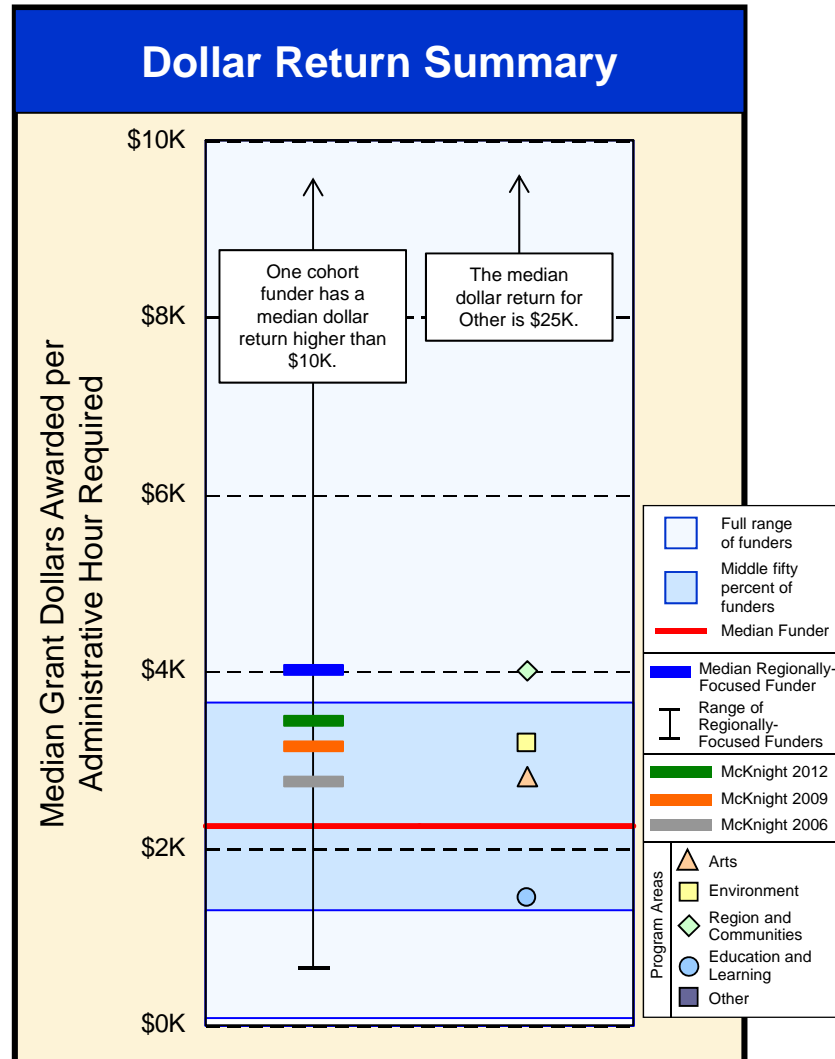 Dollar Return Summary
Median Grant Dollars Awarded per
Administrative Hour Required
$10K
$8K
$6K
$4K
$2K
$0K
One cohort
funder has a
median dollar
return higher than
$10K.
The median
dollar return for
Other is $25K.
Full range
of funders
Middle fifty
percent of
funders
Median Funder
Median Regionally-
Focused Funder
Range of
Regionally-
Focused Funders
McKnight 2012
McKnight 2009
McKnight 2006
Program Areas
Arts
Environment
Region and
Communities
Education and
Learning
Other